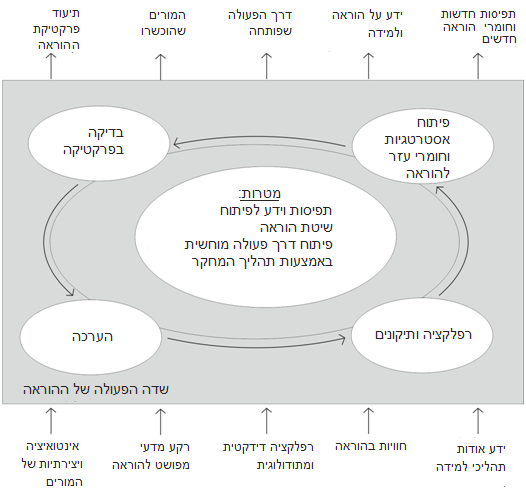 תפיסות חדשות
וחומרי הוראה
חדשים
ידע על הוראה
ולמידה
דרך הפעולה
שפותחה
המורים
שהוכשרו
תיעוד
פרקטיקת
ההוראה
פיתוח
אסטרטגיות
וחומרי עזר
להוראה
בדיקה
בפרקטיקה
מטרות:
תפיסות וידע לפיתוח
שיטת הוראה
פיתוח דרך פעולה מוחשית
באמצעות תהליך המחקר
רפלקציה ותיקונים
הערכה
שדה הפעולה של ההוראה
ידע אודות
תהליכי למידה
חוויות בהוראה
רפלקציה דידקטית
ומתודולוגית
רקע מדעי
מפושט להוראה
אינטואיציה
ויצירתיות של
המורים